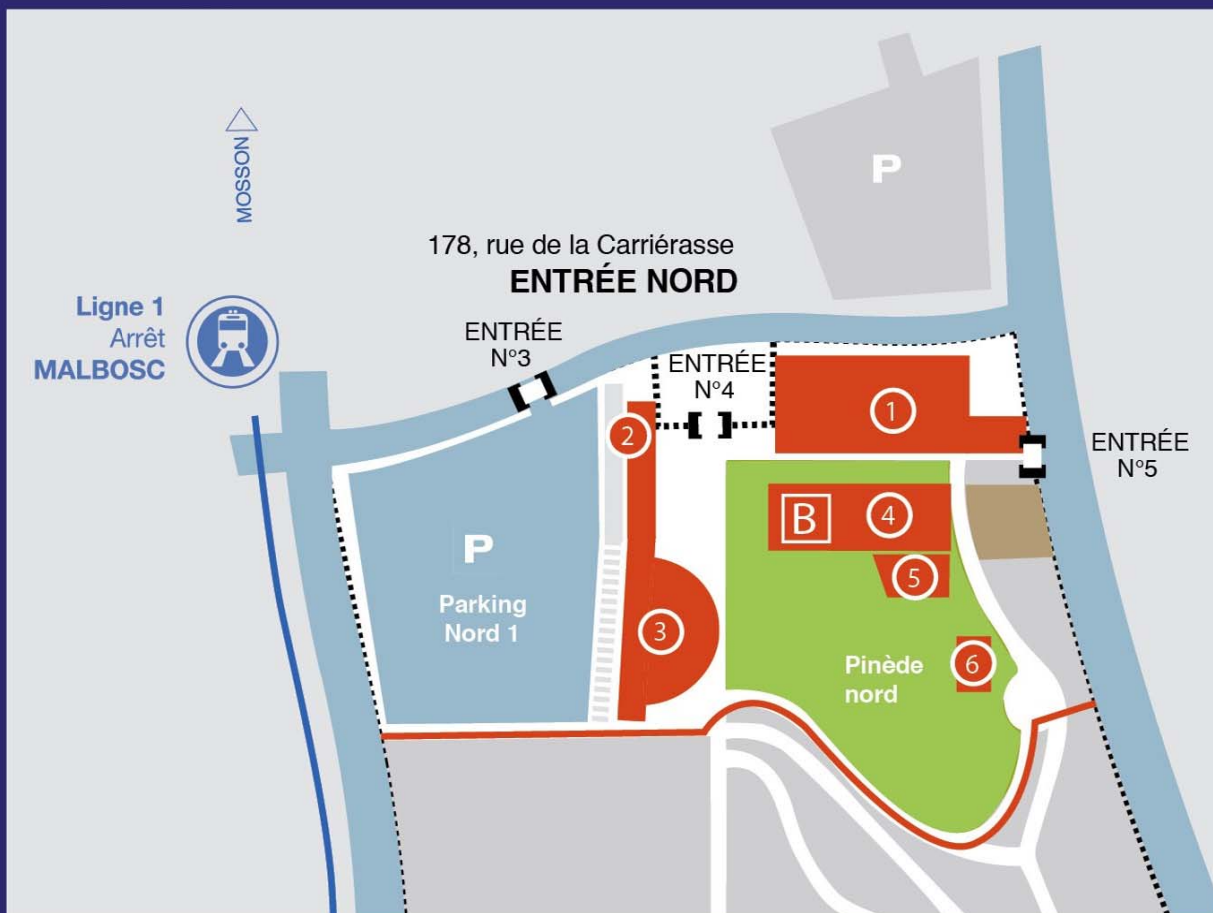 P
MOSSON
178, rue de la Carriérasse
ENTRÉE NORD
Ligne 1
Arrêt
MALBOSC
ENTRÉE
N°3
ENTRÉE
N°4
1
2
ENTRÉE
N°5
B
4
P
5
Parking
Nord 1
3
Pinède
nord
6